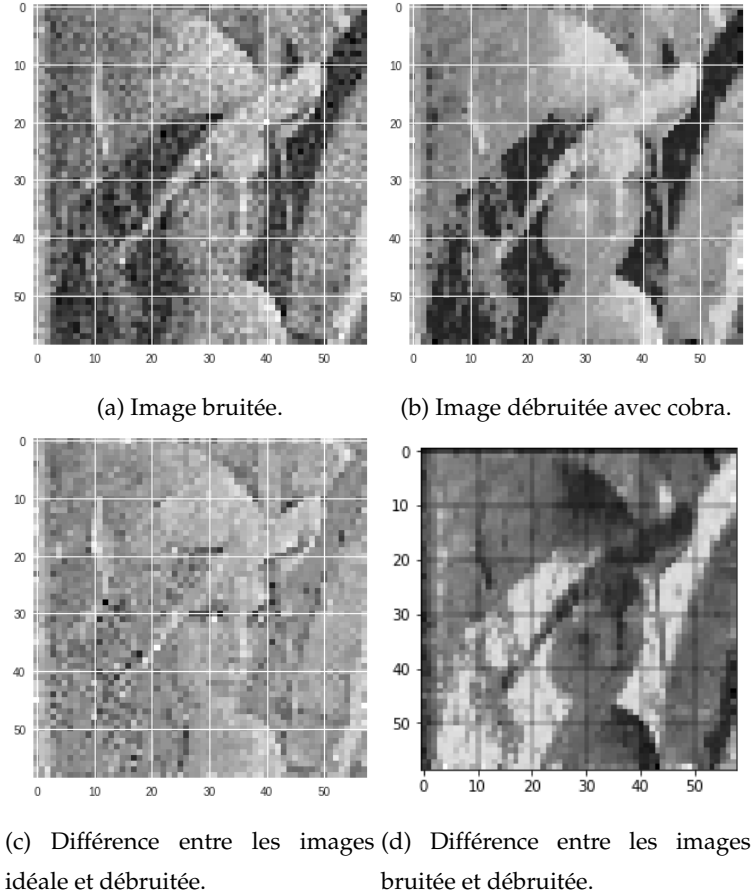 0
10
20
30
40
50
0 10 20 30 40 50
0
10
20
30
40
50
0 10 20 30 40 50
(a) Image bruitée.
(b) Image débruitée avec cobra.
0
10
20
30
40
50
0 10 20 30 40 50
0
10
20
30
40
50
0 10 20 30 40 50
(c) Différence entre les images
idéale et débruitée.
(d) Différence entre les images
bruitée et débruitée.